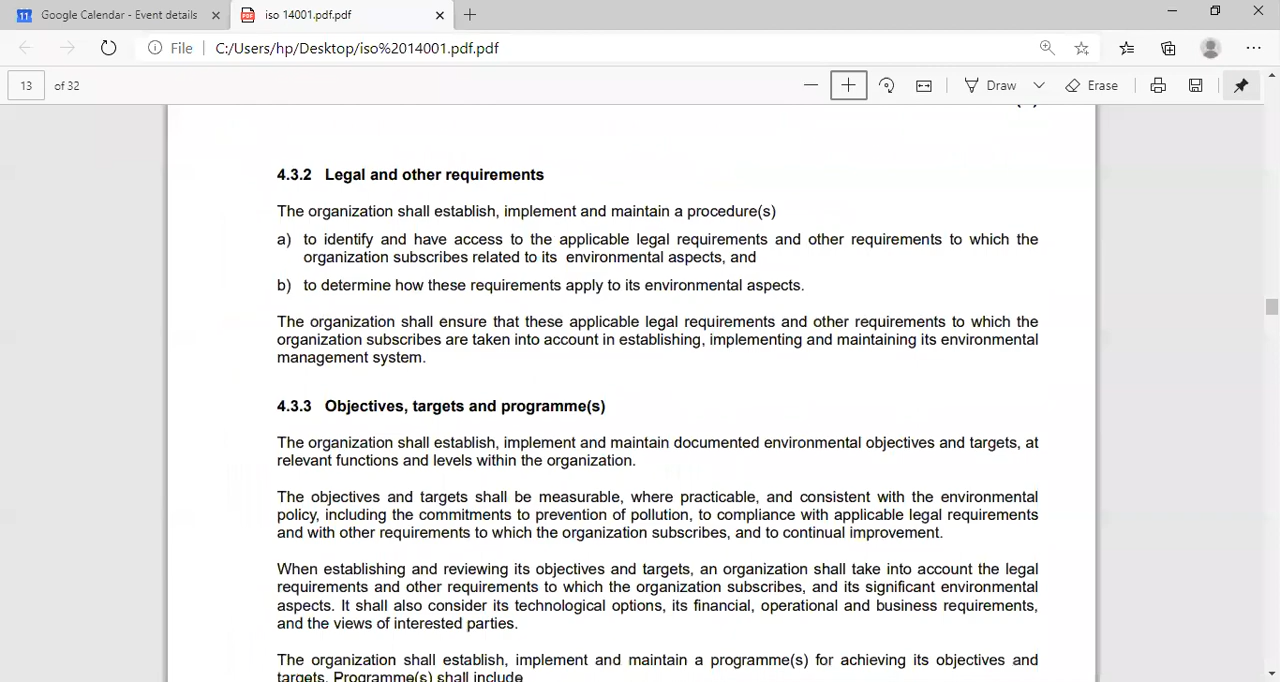 Google Calendar - Event details
iso 14001.pdf.pdf
File
C:/Users/hp/Desktop/iso%2014001.pdf.pdf
13 of 32
Draw
Erase
4.3.2 Legal and other requirements
The organization shall establish, implement and maintain a procedure(s)
a) to identify and have access to the applicable legal requirements and other requirements to which the
organization subscribes related to its environmental aspects, and
b) to determine how these requirements apply to its environmental aspects.
The organization shall ensure that these applicable legal requirements and other requirements to which the
organization subscribes are taken into account in establishing, implementing and maintaining its environmental
management system.
4.3.3 Objectives, targets and programme(s)
The organization shall establish, implement and maintain documented environmental objectives and targets, at
relevant functions and levels within the organization.
The objectives and targets shall be measurable, where practicable, and consistent with the environmental
policy, including the commitments to prevention of pollution, to compliance with applicable legal requirements
and with other requirements to which the organization subscribes, and to continual improvement.
When establishing and reviewing its objectives and targets, an organization shall take into account the legal
requirements and other requirements to which the organization subscribes, and its significant environmental
aspects. It shall also consider its technological options, its financial, operational and business requirements,
and the views of interested parties.
The organization shall establish, implement and maintain a programme(s) for achieving its objectives and
targets. Programme(s) shall include